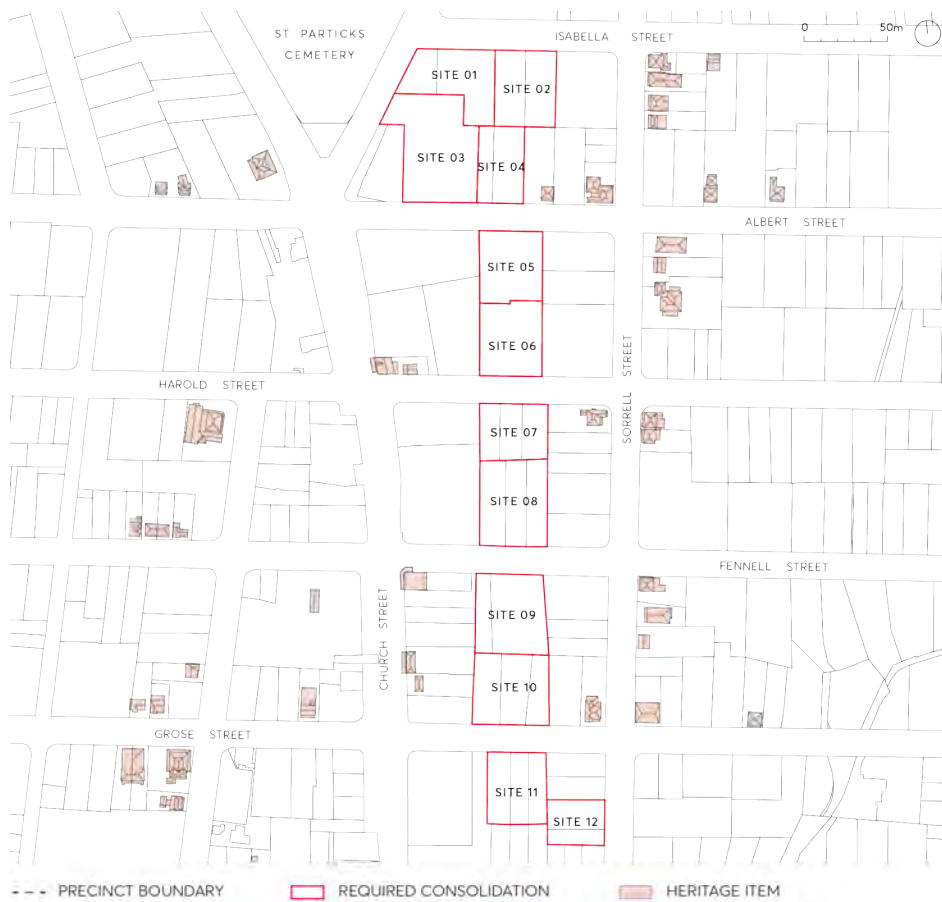 ST PARTICKS
CEMETERY
ISABELLA STREET
0 50m
SITE 01
SITE 02
SITE 03
SITE 04
ALBERT STREET
SITE 05
SITE 06
SORRELL STREET
HAROLD STREET
SITE 07
SITE 08
FENNELL STREET
CHURCH STREET
SITE 09
SITE 10
GROSE STREET
SITE 11
SITE 12
PRECINCT BOUNDARY REQUIRED CONSOLIDATION HERITAGE ITEM